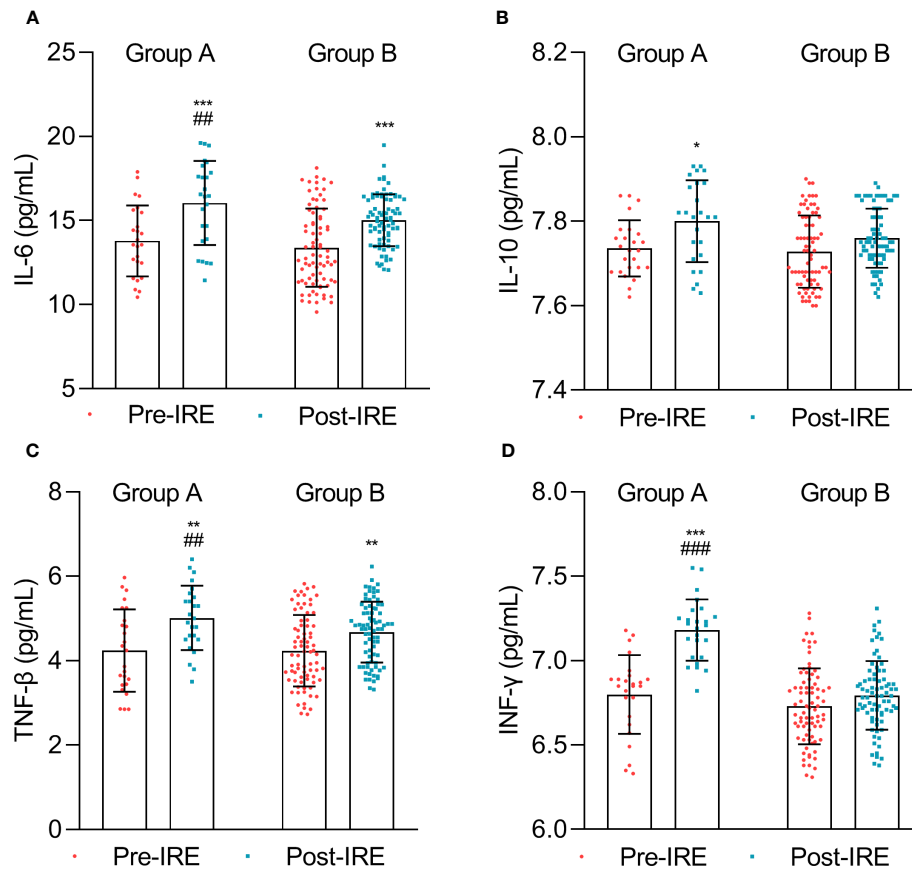 A
Group A
Group B
IL-6 (pg/mL)
25
20
15
10
5
***
##
***
Pre-IRE
Post-IRE
B
Group A
Group B
IL-10 (pg/mL)
8.2
8.0
7.8
7.6
7.4
*
Pre-IRE
Post-IRE
C
Group A
Group B
TNF-β (pg/mL)
8
6
4
2
0
**
##
**
Pre-IRE
Post-IRE
D
Group A
Group B
INF-γ (pg/mL)
8.0
7.5
7.0
6.5
6.0
***
###
Pre-IRE
Post-IRE